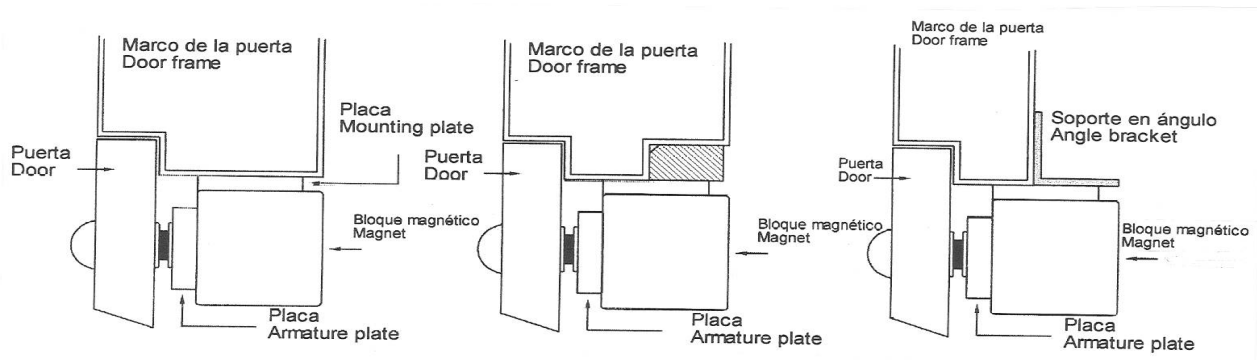 Marco de la puerta
Door frame
Placa
Mounting plate
Puerta
Door
Bloque magnético
Magnet
Placa
Armature plate
Marco de la puerta
Door frame
Puerta
Door
Bloque magnético
Magnet
Placa
Armature plate
Marco de la puerta
Door frame
Soporte en ángulo
Angle bracket
Puerta
Door
Bloque magnético
Magnet
Placa
Armature plate